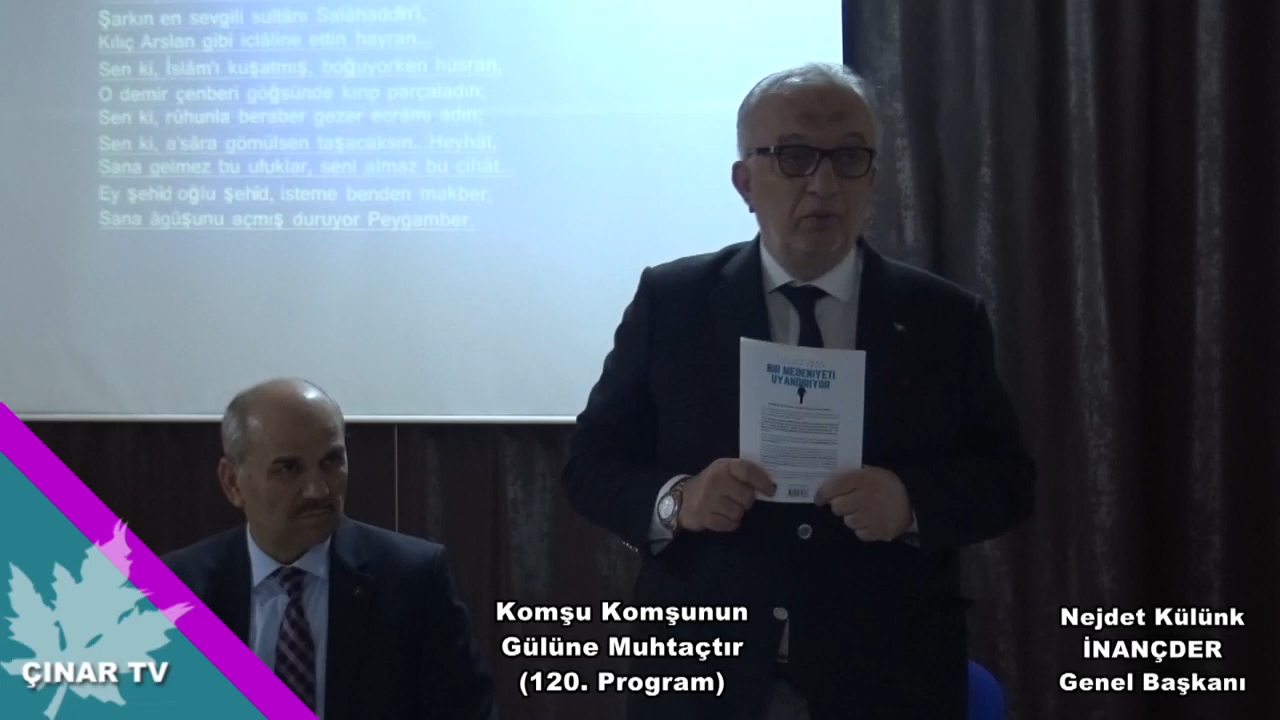 Şarkın en sevgili sultânı Salâhaddîn'i,
Kılıç Arslan gibi iclâline ettin hayran...
Sen ki, İslâm'ı kuşatmış, boğuyorken hüsran,
O demir çenberi göğsünde kırıp parçaladın;
Sen ki, rûhunla beraber gezer ecrâmı adın;
Sen ki, a'sâra gömülsen taşacaksın...Heyhât,
Sana gelmez bu ufuklar, seni almaz bu cihât...
Ey şehîd oğlu şehîd, isteme benden makber,
Sana âgûşunu açmış duruyor Peygamber.
BİR MEDENİYETİ
UYANDIRIYOR
Komşu Komşunun
Gülüne Muhtaçtır
(120. Program)
Nejdet Külünk
İNANÇDER
Genel Başkanı
ÇINAR TV